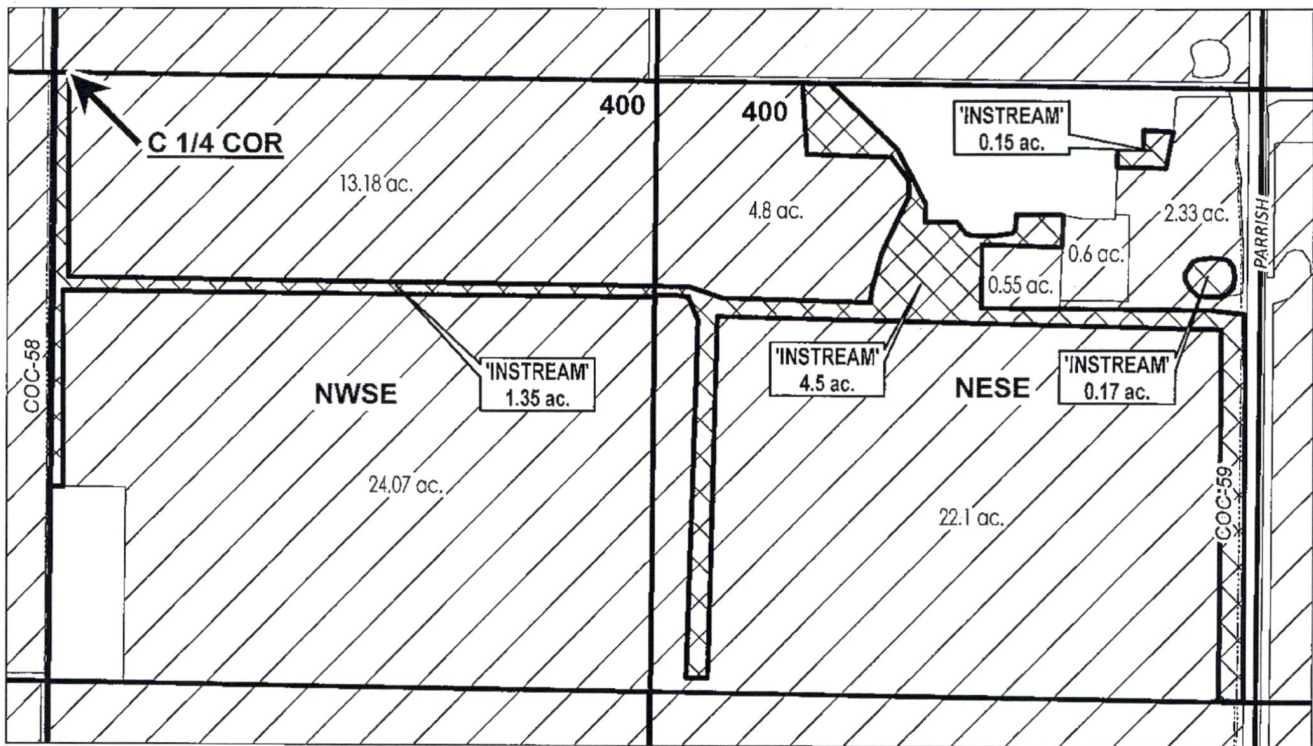 400
400
C 1/4 COR
'INSTREAM'
0.15 ac.
13.18 ac.
4.8 ac.
2.33 ac.
PARRISH
0.6 ac.
0.55 ac.
COC-58
'INSTREAM'
1.35 ac.
'INSTREAM'
4.5 ac.
'INSTREAM'
0.17 ac.
NWSE
NESE
24.07 ac.
22.1 ac.
COC-59